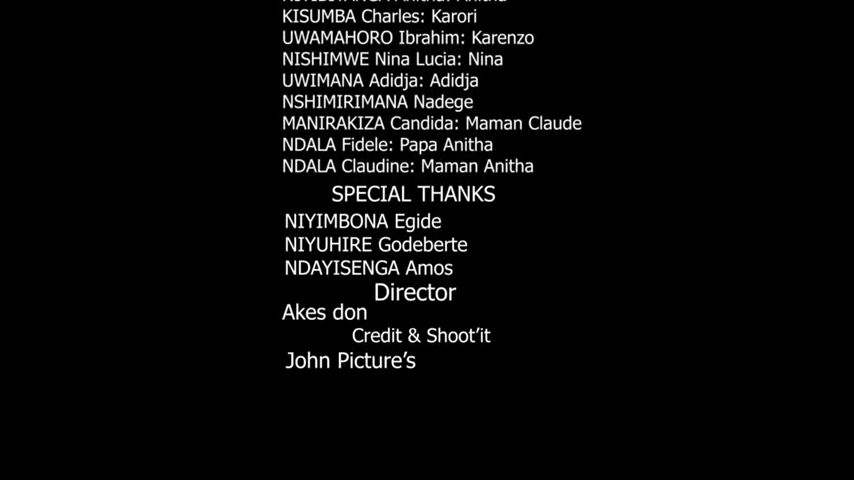 KISUMBA Charles: Karori
UWAMAHORO Ibrahim: Karenzo
NISHIMWE Nina Lucia: Nina
UWIMANA Adidja: Adidja
NSHIMIRIMANA Nadege
MANIRAKIZA Candida: Maman Claude
NDALA Fidele: Papa Anitha
NDALA Claudine: Maman Anitha
SPECIAL THANKS
NIYIMBONA Egide
NIYUHIRE Godeberte
NDAYISENGA Amos
Director
Akes don
Credit & Shoot'it
John Picture's